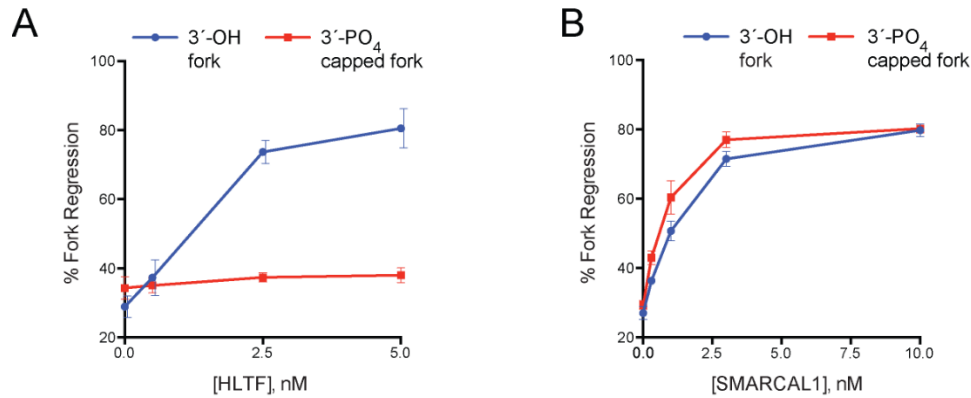 A
3´-OH fork
3´-PO4 capped fork
% Fork Regression
100
80
60
40
20
0.0
2.5
5.0
[HLTF], nM
B
3´-OH fork
3´-PO4 capped fork
% Fork Regression
100
80
60
40
20
0.0
2.5
5.0
7.5
10.0
[SMARCAL1], nM